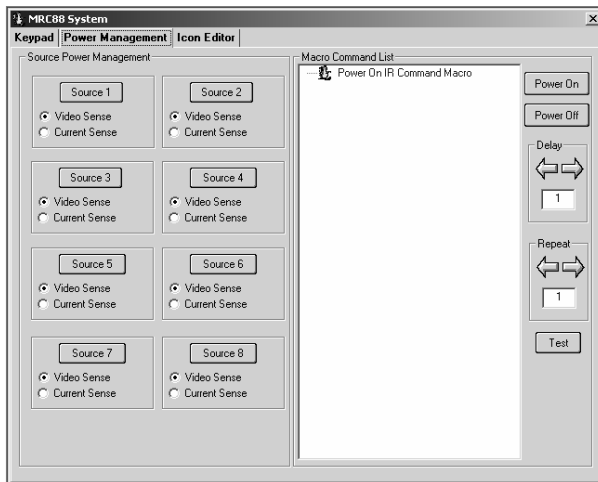 MRC88 System
Keypad Power Management Icon Editor
Source Power Management
Source 1
Video Sense
Current Sense
Source 2
Video Sense
Current Sense
Source 3
Video Sense
Current Sense
Source 4
Video Sense
Current Sense
Source 5
Video Sense
Current Sense
Source 6
Video Sense
Current Sense
Source 7
Video Sense
Current Sense
Source 8
Video Sense
Current Sense
Macro Command List
Power On IR Command Macro
Power On
Power Off
Delay
1
Repeat
1
Test